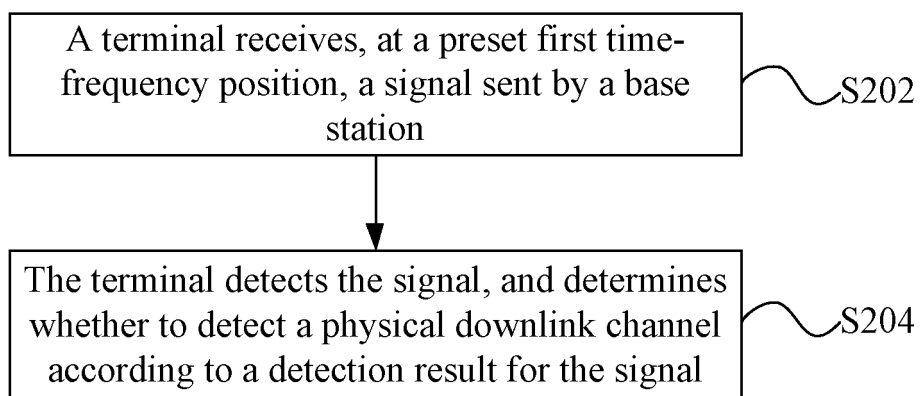 A terminal receives, at a preset first time-
frequency position, a signal sent by a base
station
S202
The terminal detects the signal, and determines
whether to detect a physical downlink channel
according to a detection result for the signal
S204